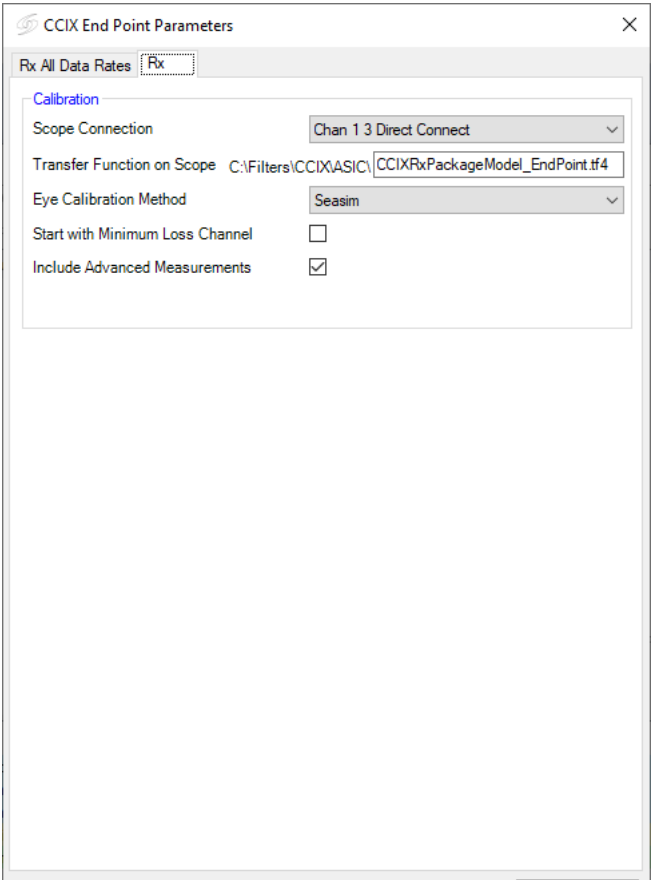 CCIX End Point Parameters
Rx All Data Rates Rx
Calibration
Scope Connection Chan 1 3 Direct Connect
Transfer Function on Scope C:\Filters\CCIX\ASIC\ CCIXRxPackageModel_EndPoint.tf4
Eye Calibration Method Seasim
Start with Minimum Loss Channel
Include Advanced Measurements